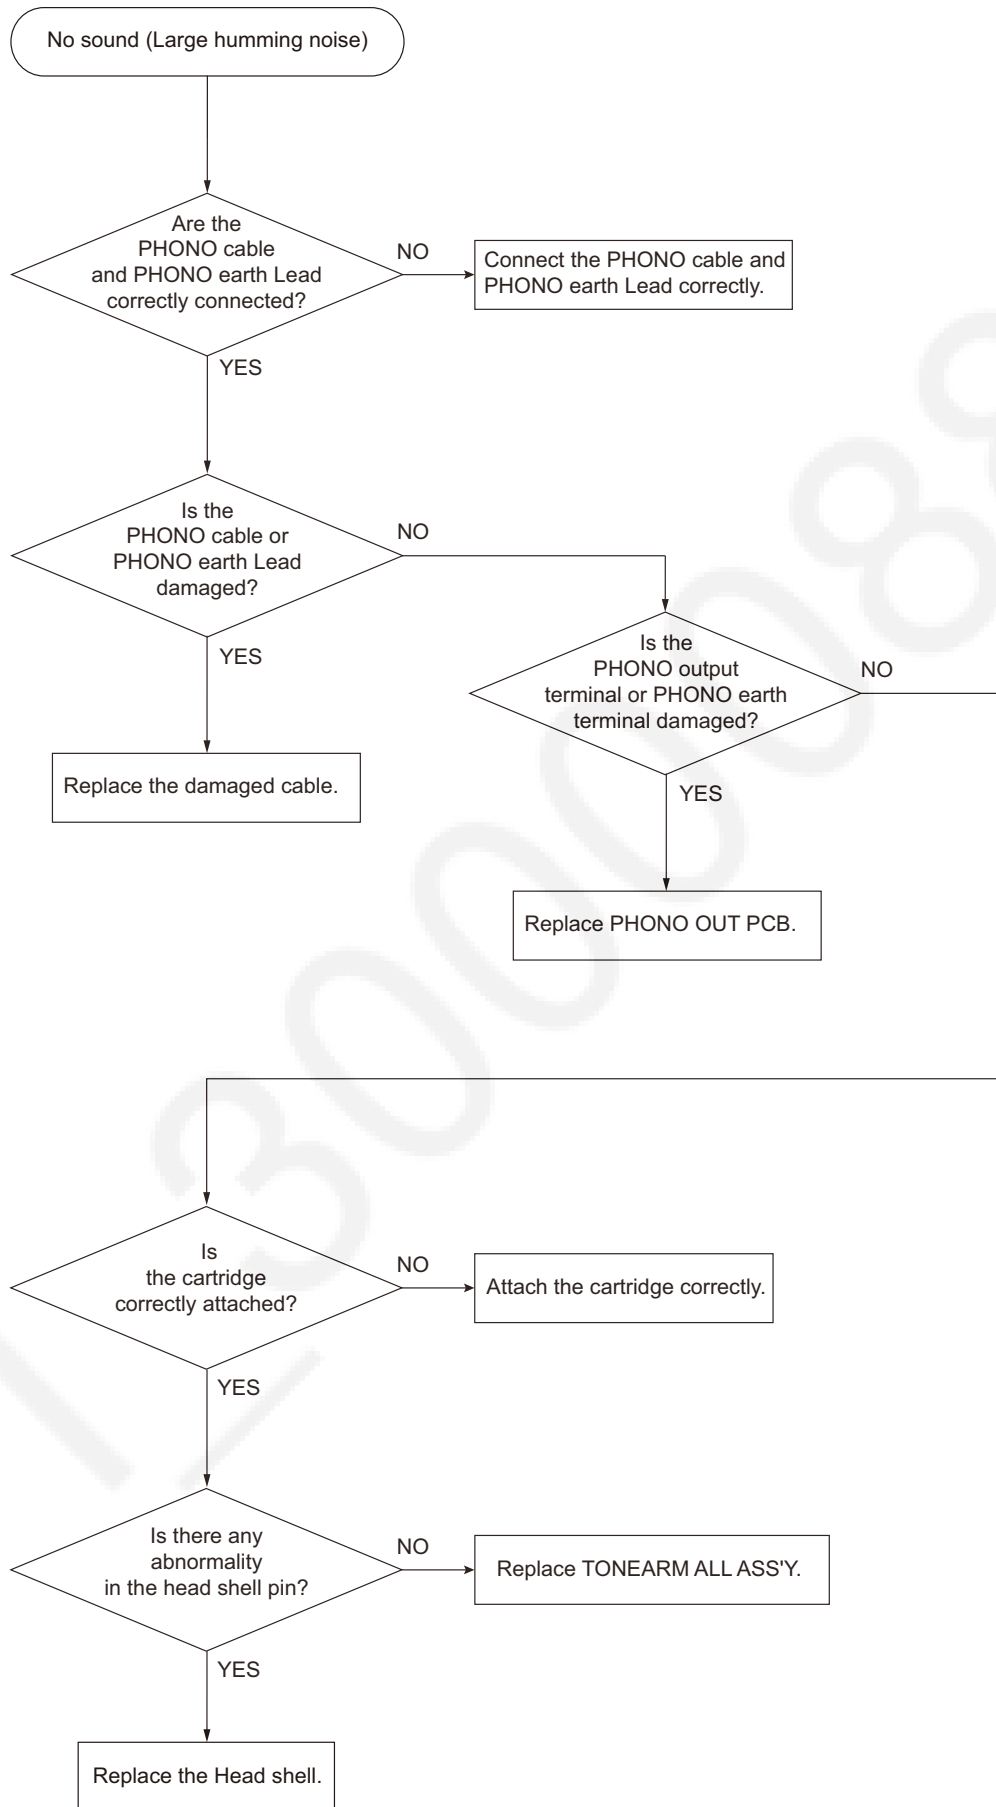 No sound (Large humming noise)
Are the
PHONO cable
and PHONO earth Lead
correctly connected?
NO
Connect the PHONO cable and
PHONO earth Lead correctly.
YES
Is the
PHONO cable or
PHONO earth Lead
damaged?
NO
YES
Replace the damaged cable.
Is the
PHONO output
terminal or PHONO earth
terminal damaged?
NO
YES
Replace PHONO OUT PCB.
Is
the cartridge
correctly attached?
NO
Attach the cartridge correctly.
YES
Is there any
abnormality
in the head shell pin?
NO
Replace TONEARM ALL ASS'Y.
YES
Replace the Head shell.